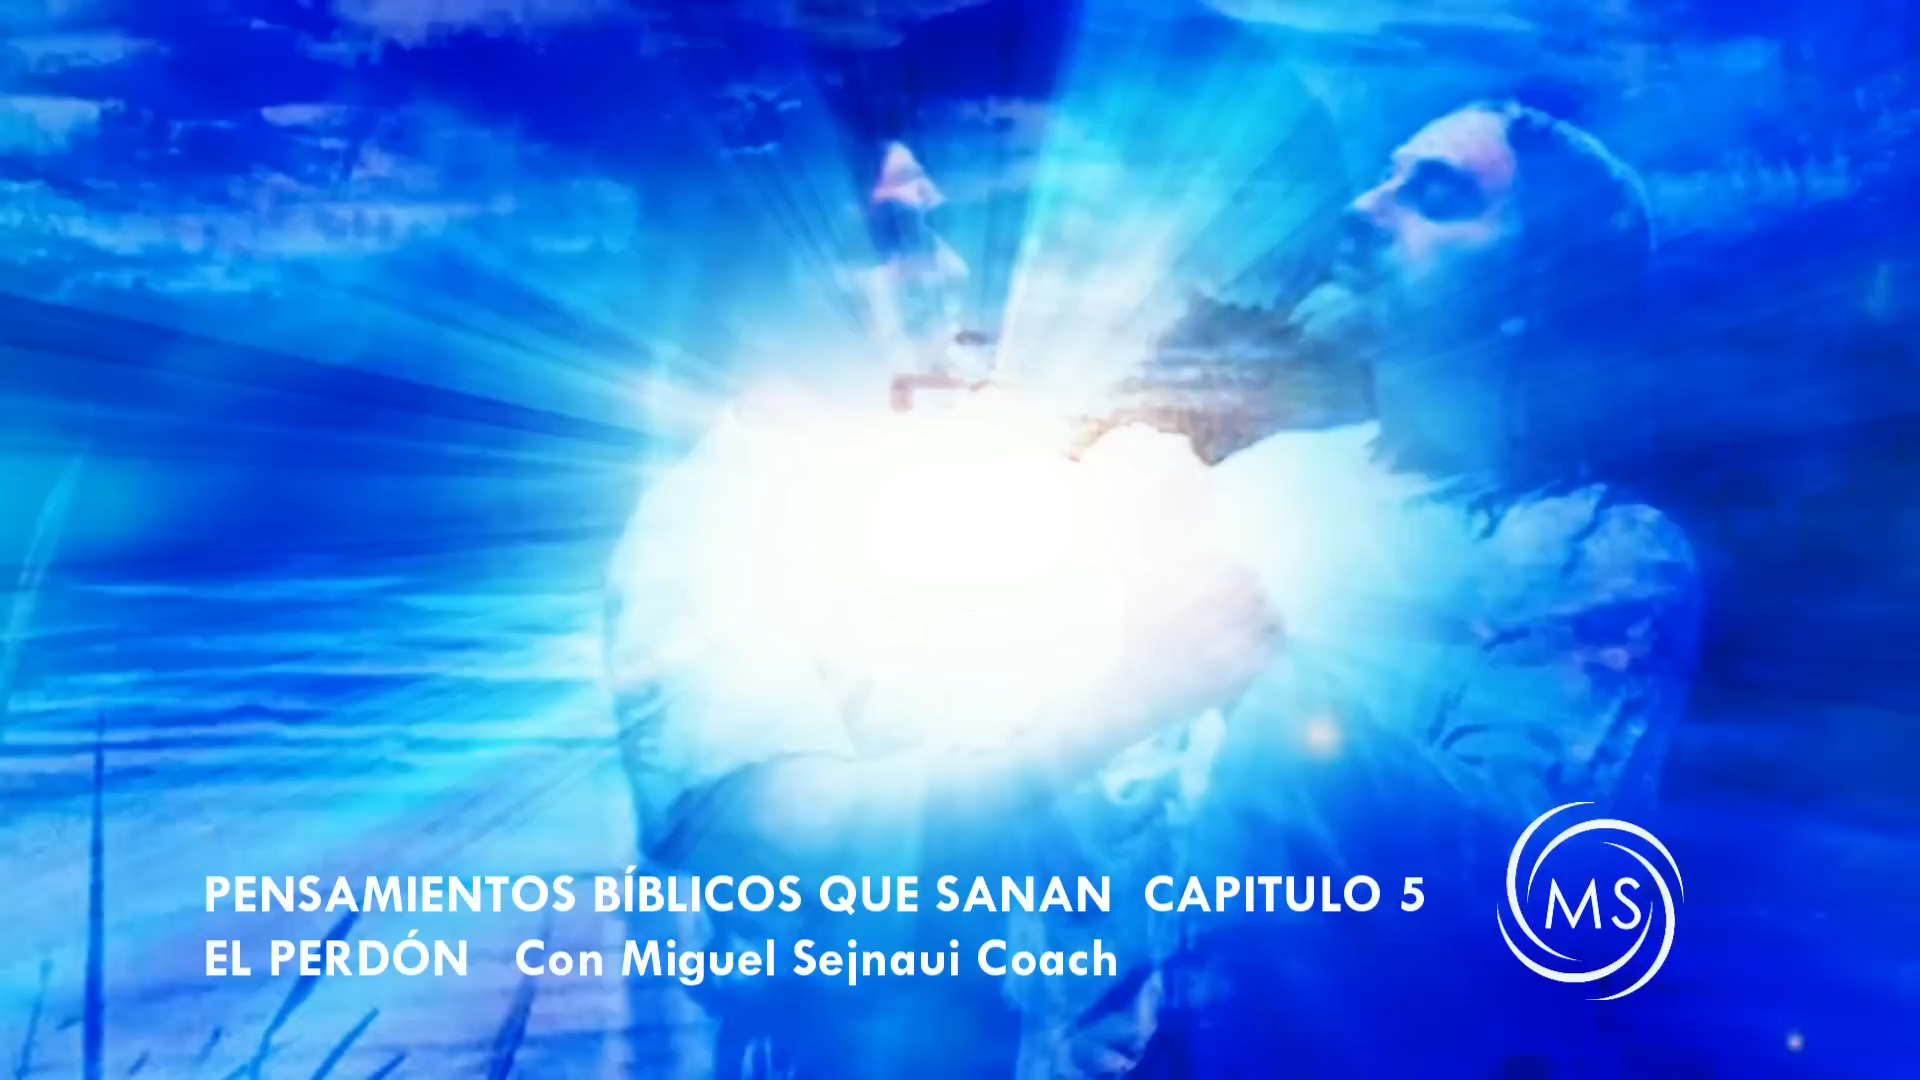 PENSAMIENTOS BÍBLICOS QUE SANAN CAPITULO 5
EL PERDÓN Con Miguel Sejnaui Coach
MS